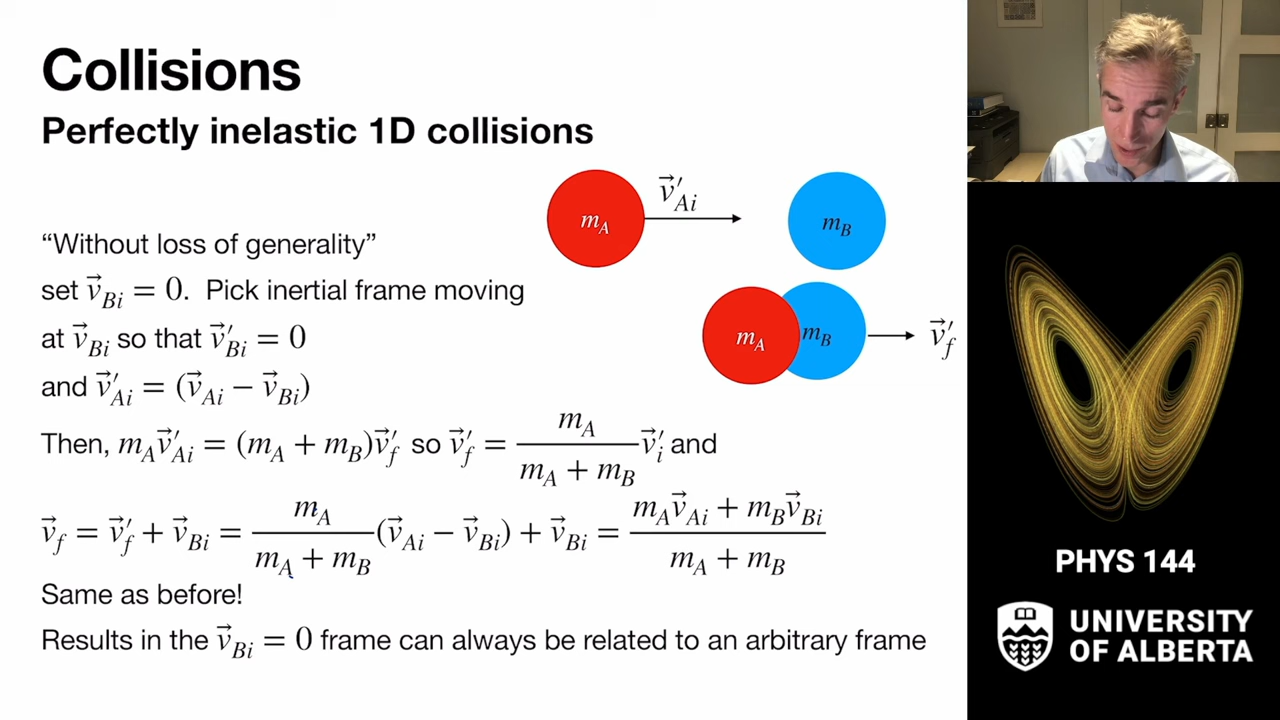 Collisions
Perfectly inelastic 1D collisions
“Without loss of generality”
set v⃗_Bi = 0. Pick inertial frame moving
at v⃗_Bi so that v⃗′_Bi = 0
and v⃗′_Ai = (v⃗_Ai − v⃗_Bi)
Then, m_A v⃗′_Ai = (m_A + m_B)v⃗′_f so v⃗′_f = m_A / (m_A + m_B) v⃗′_i and
v⃗_f = v⃗′_f + v⃗_Bi = m_A / (m_A + m_B) (v⃗_Ai − v⃗_Bi) + v⃗_Bi = (m_A v⃗_Ai + m_B v⃗_Bi) / (m_A + m_B)
Same as before!
Results in the v⃗_Bi = 0 frame can always be related to an arbitrary frame
m_A
v⃗′_Ai
m_B
m_A
m_B
v⃗′_f
PHYS 144
UNIVERSITY
OF ALBERTA